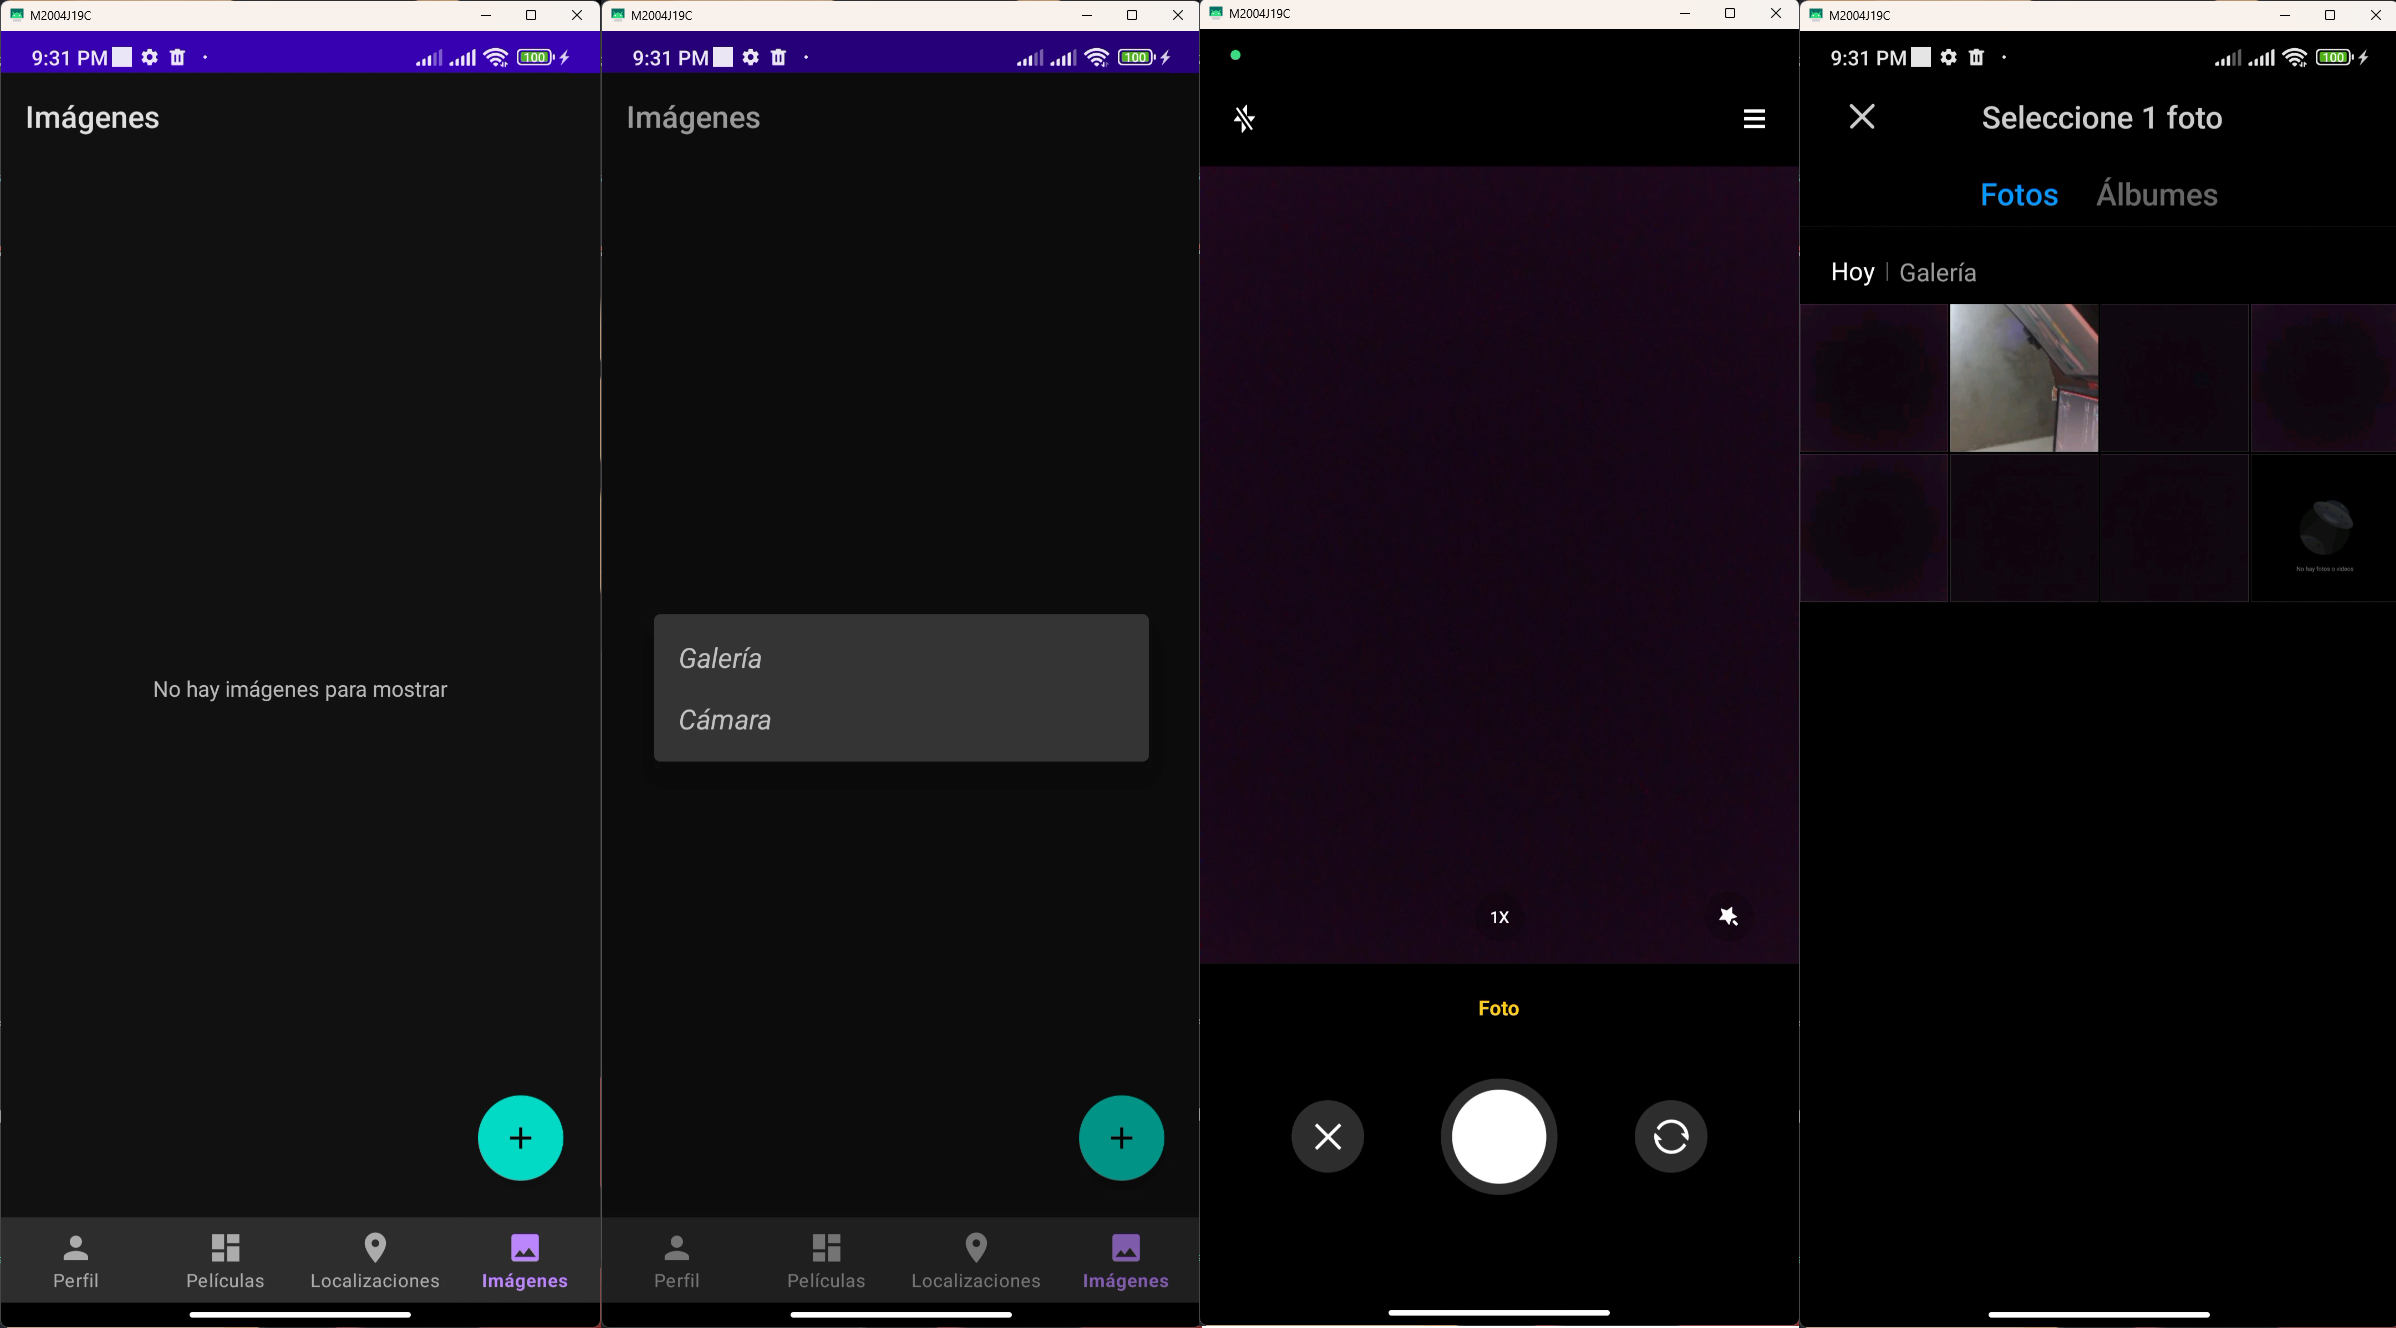 M2004J19C
9:31 PM
100
Imágenes
No hay imágenes para mostrar
Perfil
Películas
Localizaciones
Imágenes
M2004J19C
9:31 PM
100
Imágenes
Galería
Cámara
Perfil
Películas
Localizaciones
Imágenes
M2004J19C
1X
Foto
M2004J19C
9:31 PM
100
Seleccione 1 foto
Fotos Álbumes
Hoy | Galería
No hay fotos o videos